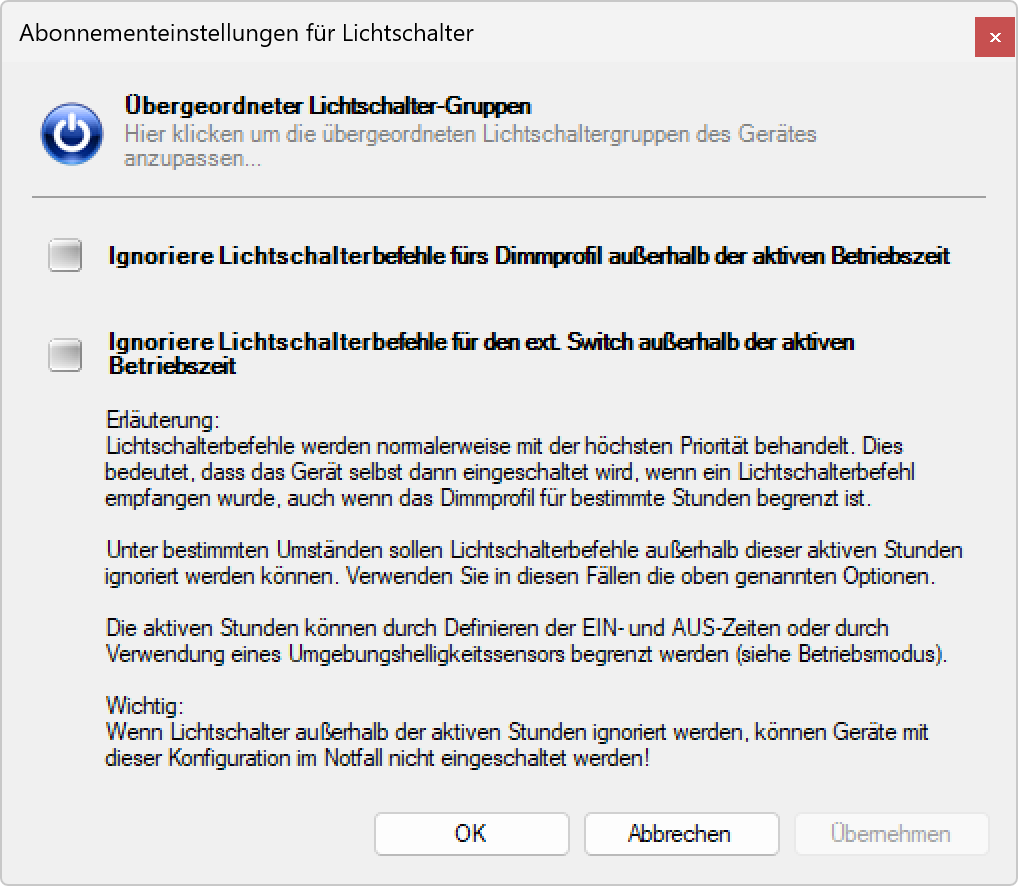 Abonnementeinstellungen für Lichtschalter
Übergeordneter Lichtschalter-Gruppen
Hier klicken um die übergeordneten Lichtschaltergruppen des Gerätes
anzupassen...
Ignoriere Lichtschalterbefehle fürs Dimmprofil außerhalb der aktiven Betriebszeit
Ignoriere Lichtschalterbefehle für den ext. Switch außerhalb der aktiven
Betriebszeit
Erläuterung:
Lichtschalterbefehle werden normalerweise mit der höchsten Priorität behandelt. Dies
bedeutet, dass das Gerät selbst dann eingeschaltet wird, wenn ein Lichtschalterbefehl
empfangen wurde, auch wenn das Dimmprofil für bestimmte Stunden begrenzt ist.
Unter bestimmten Umständen sollen Lichtschalterbefehle außerhalb dieser aktiven Stunden
ignoriert werden können. Verwenden Sie in diesen Fällen die oben genannten Optionen.
Die aktiven Stunden können durch Definieren der EIN- und AUS-Zeiten oder durch
Verwendung eines Umgebungshelligkeitssensors begrenzt werden (siehe Betriebsmodus).
Wichtig:
Wenn Lichtschalter außerhalb der aktiven Stunden ignoriert werden, können Geräte mit
dieser Konfiguration im Notfall nicht eingeschaltet werden!
OK Abbrechen Übernehmen